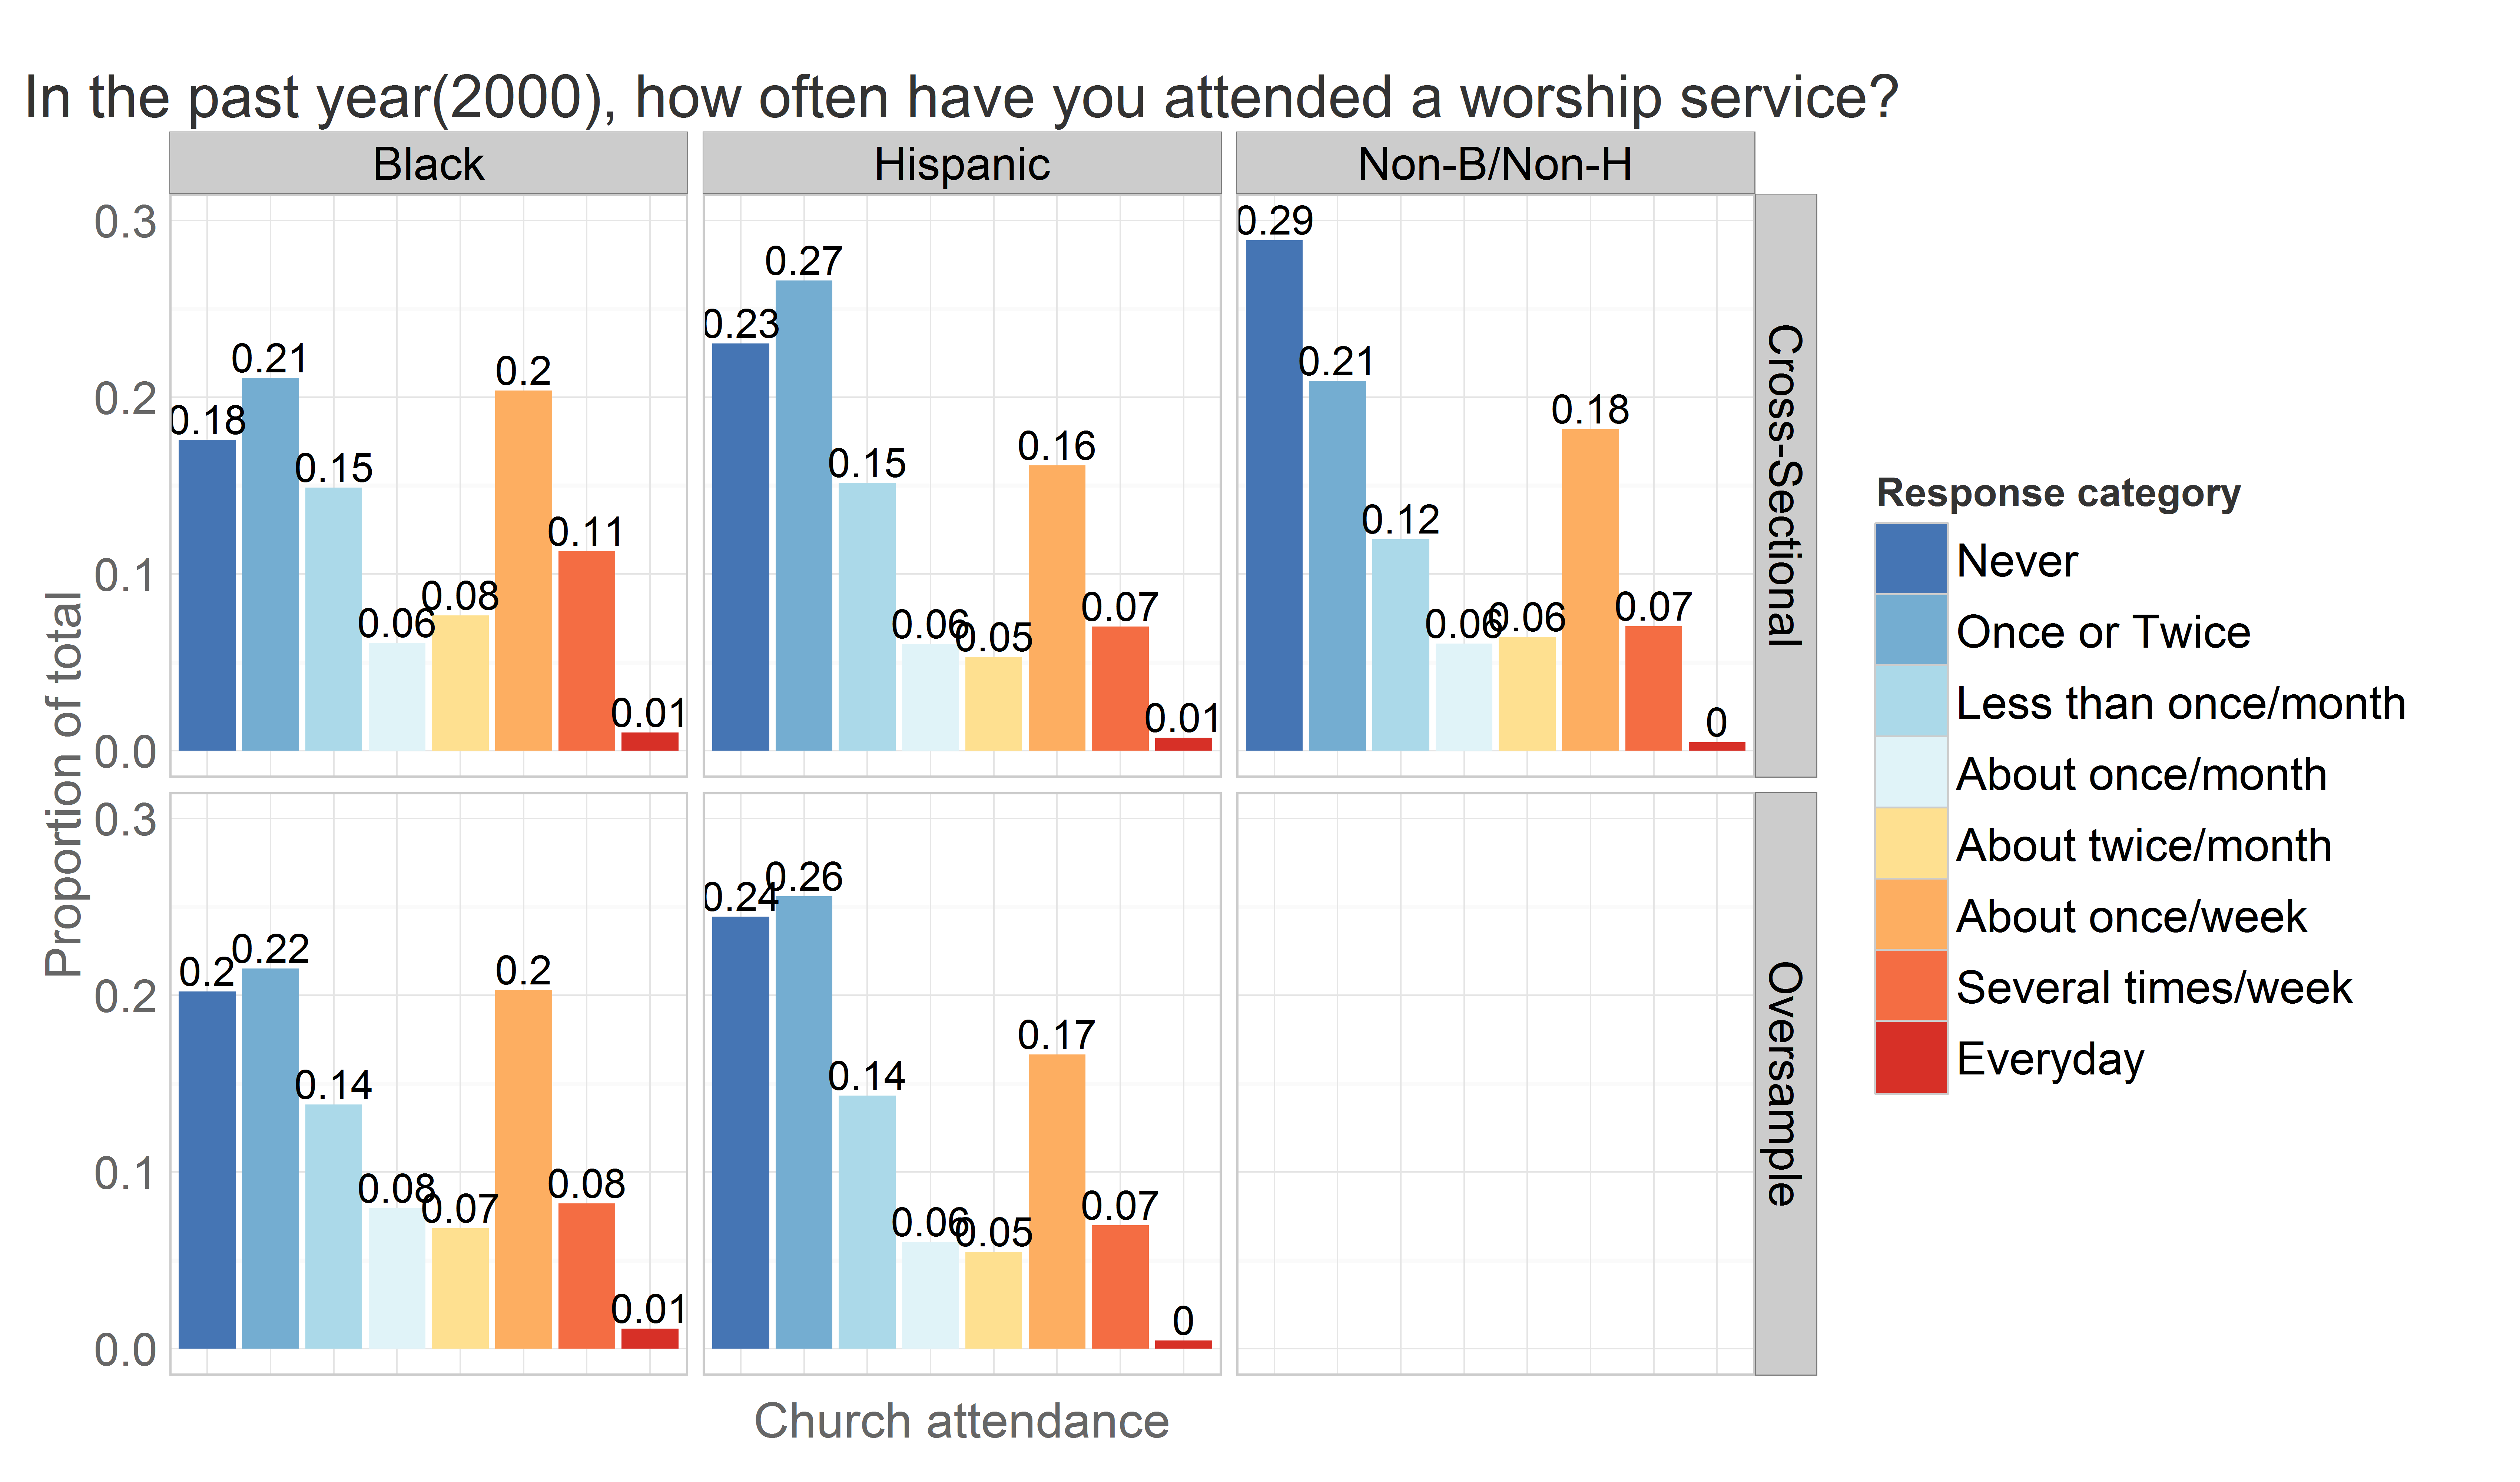 In the past year(2000), how often have you attended a worship service?
Black
Hispanic
Non-B/Non-H
Proportion of total
0.3
0.2
0.1
0.0
0.18
0.21
0.15
0.06
0.08
0.2
0.11
0.01
0.23
0.27
0.15
0.06
0.05
0.16
0.07
0.01
0.29
0.21
0.12
0.06
0.06
0.18
0.07
0
Cross-Sectional
0.3
0.2
0.1
0.0
0.2
0.22
0.14
0.08
0.07
0.2
0.08
0.01
0.24
0.26
0.14
0.06
0.05
0.17
0.07
0
Oversample
Church attendance
Response category
Never
Once or Twice
Less than once/month
About once/month
About twice/month
About once/week
Several times/week
Everyday